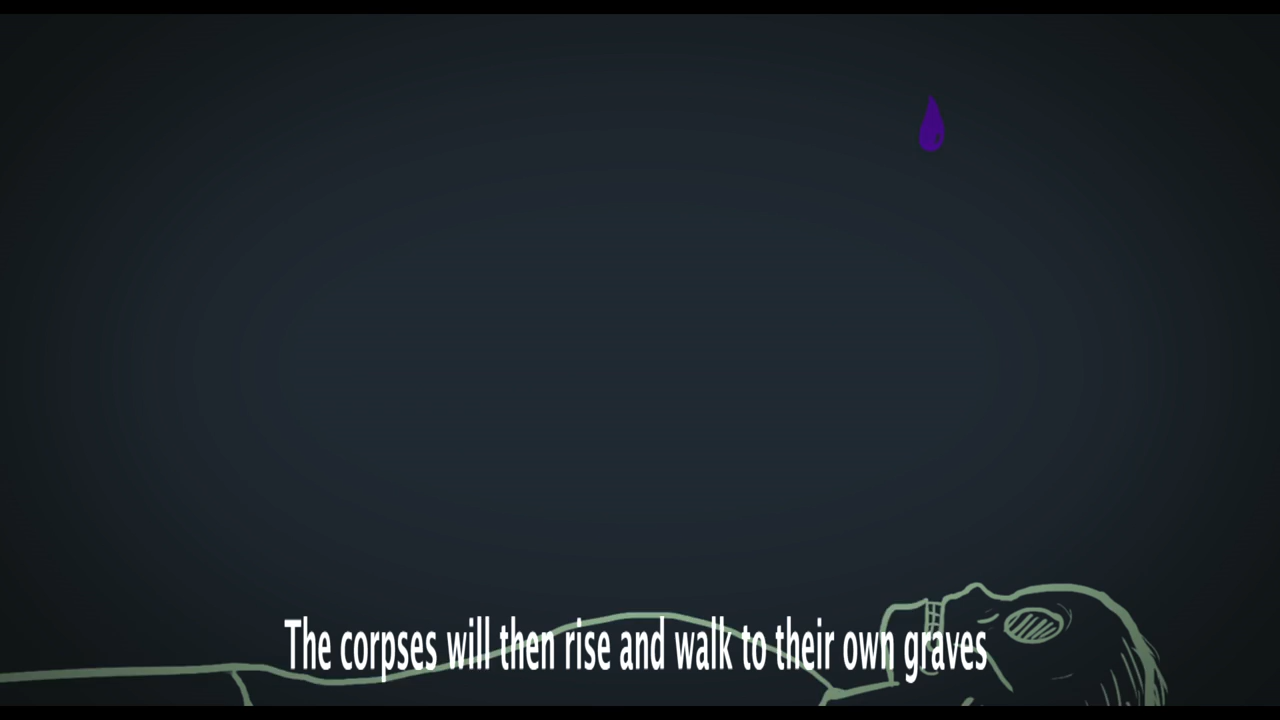 The corpses will then rise and walk to their own graves